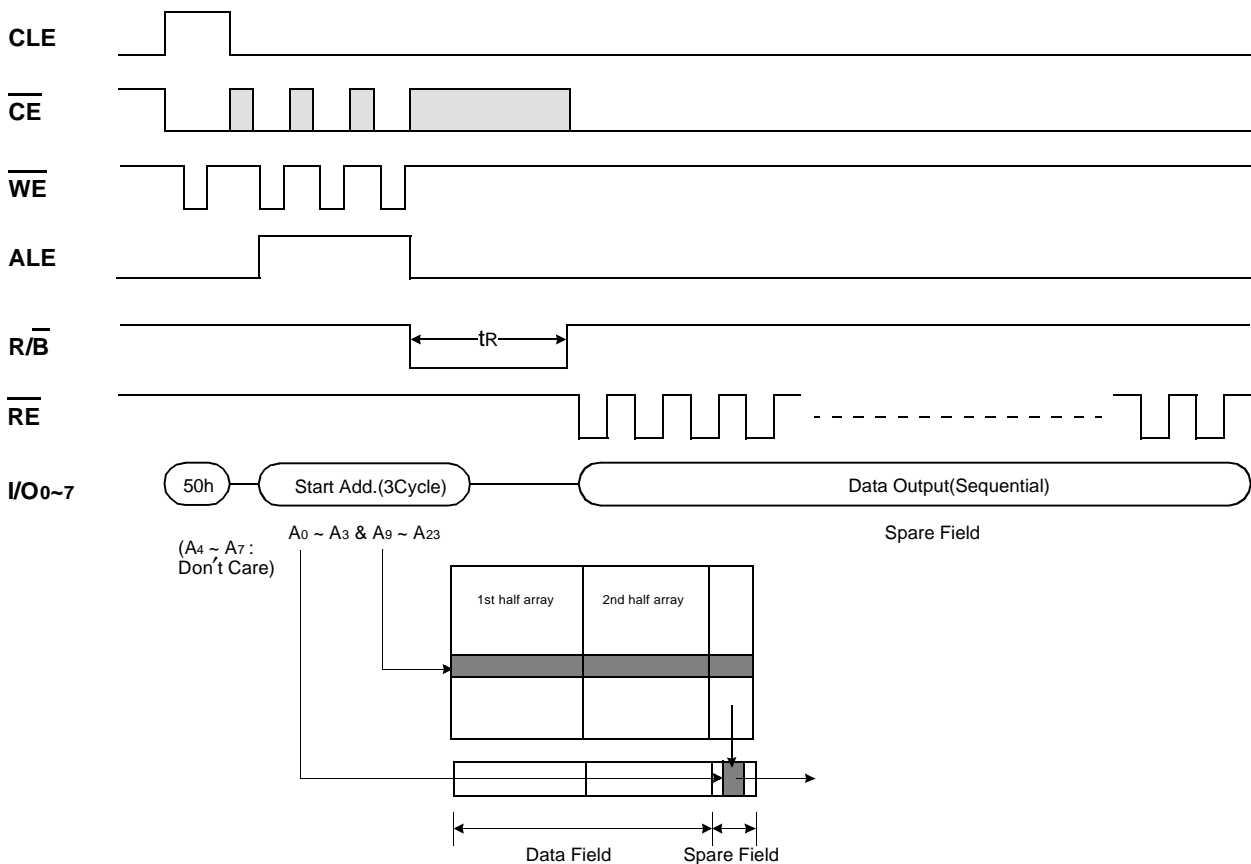 CLE
CE
WE
ALE
R/B
tR
RE
I/O0~7
50h
Start Add.(3Cycle)
Data Output(Sequential)
A0 ~ A3 & A9 ~ A23
Spare Field
(A4 ~ A7 :
Don't Care)
1st half array
2nd half array
Data Field
Spare Field